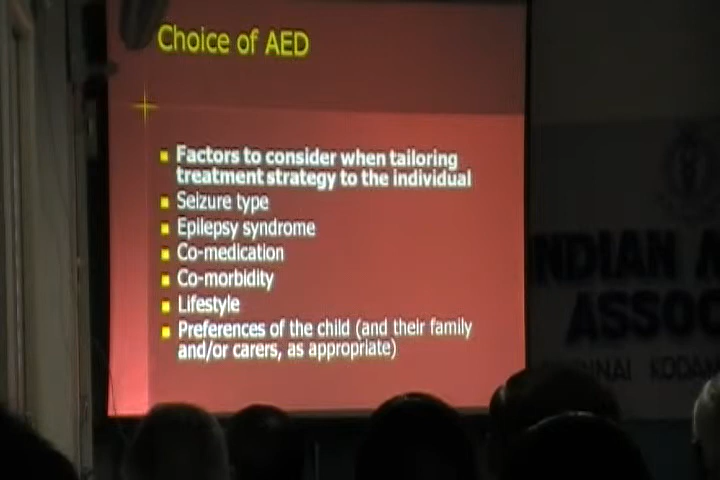 Choice of AED
Factors to consider when tailoring
treatment strategy to the individual
Seizure type
Epilepsy syndrome
Co-medication
Co-morbidity
Lifestyle
Preferences of the child (and their family
and/or carers, as appropriate)
NDIAN
ASSOC
NNAI KODAM